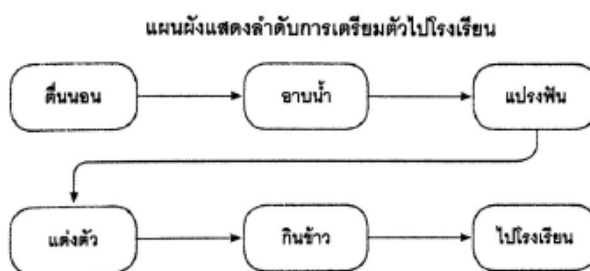 แผนผังแสดงลำดับการเตรียมตัวไปโรงเรียน
ตื่นนอน
อาบน้ำ
แปรงฟัน
แต่งตัว
กินข้าว
ไปโรงเรียน